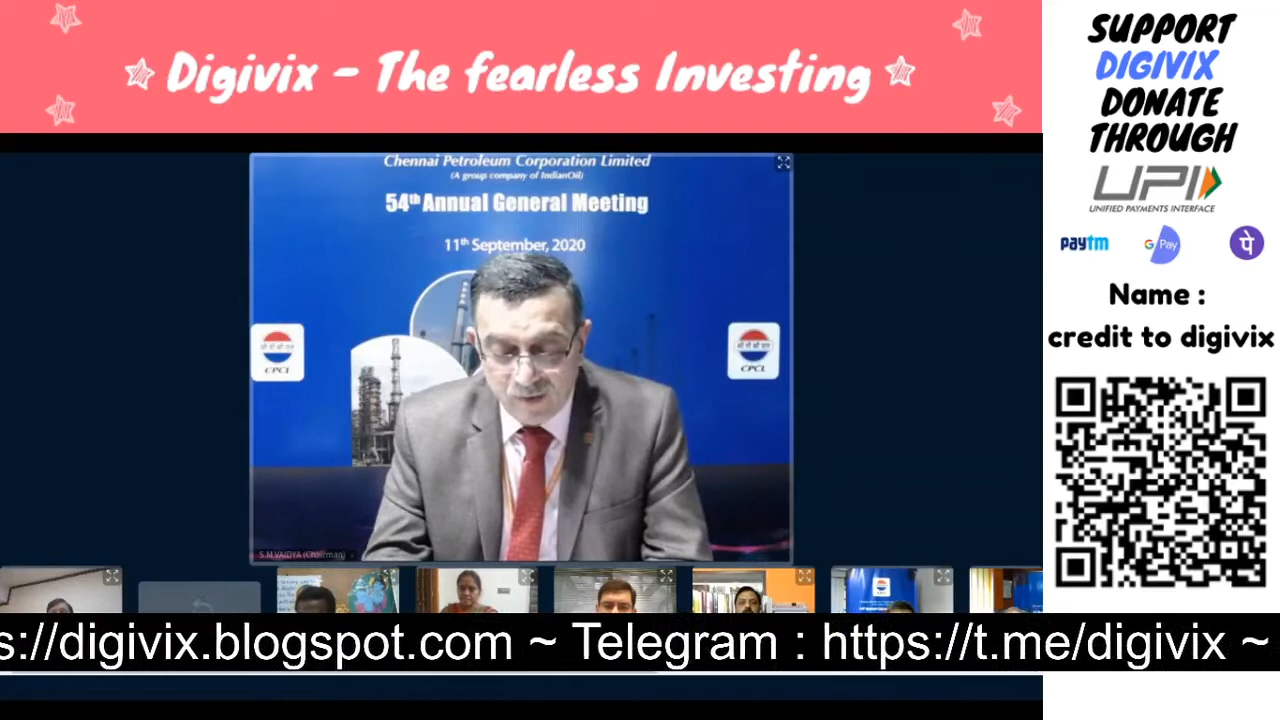 Digivix - The fearless Investing
SUPPORT
DIGIVIX
DONATE
THROUGH
UPI
UNIFIED PAYMENTS INTERFACE
paytm
G Pay
पे
Name :
credit to digivix
Chennai Petroleum Corporation Limited
(A group company of IndianOil)
54th Annual General Meeting
11th September, 2020
CPCL
CPCL
S.M.VAIDYA (Chairman)
s://digivix.blogspot.com ~ Telegram : https://t.me/digivix ~